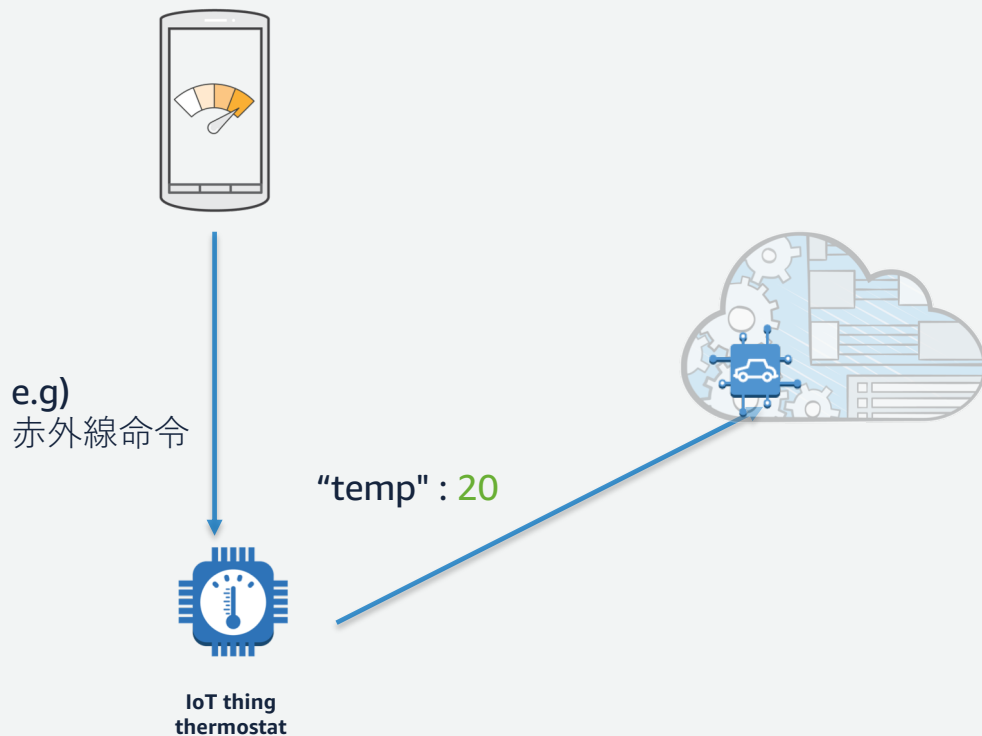 e.g)
赤外線命令
“temp" : 20
IoT thing
thermostat